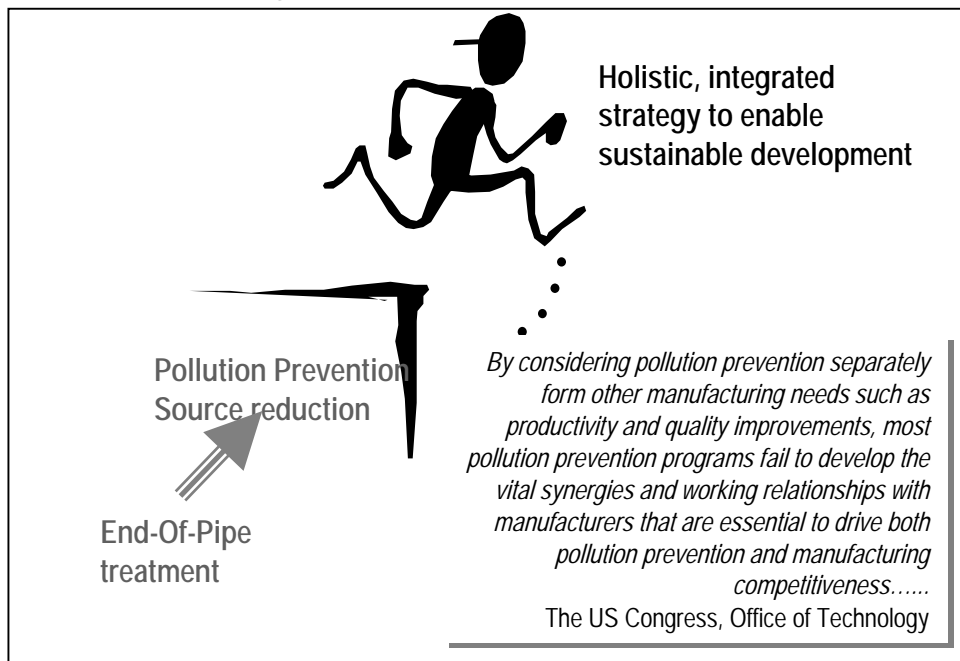 Holistic, integrated
strategy to enable
sustainable development
Pollution Prevention
Source reduction
End-Of-Pipe
treatment
By considering pollution prevention separately
form other manufacturing needs such as
productivity and quality improvements, most
pollution prevention programs fail to develop the
vital synergies and working relationships with
manufacturers that are essential to drive both
pollution prevention and manufacturing
competitiveness…...
The US Congress, Office of Technology